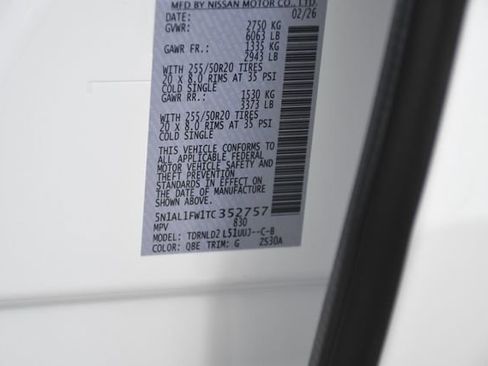 MFD BY NISSAN MOTOR CO., LTD.
DATE: 02/26
GVWR: 2750 KG
6063 LB
GAWR FR: 1335 KG
2943 LB
WITH 255/50R20 TIRES
20 X 8.0 RIMS AT 35 PSI
COLD SINGLE
GAWR RR.: 1530 KG
3373 LB
WITH 255/50R20 TIRES
20 X 8.0 RIMS AT 35 PSI
COLD SINGLE
THIS VEHICLE CONFORMS TO
ALL APPLICABLE FEDERAL
MOTOR VEHICLE SAFETY AND
THEFT PREVENTION
STANDARDS IN EFFECT ON
THE DATE OF MANUFACTURE
SHOWN ABOVE.
5N1AL1FW1TC352757
MPV 830
MODEL: TDRNLD2 L51UUJ--C-B
COLOR: QBE TRIM: G ZS30A